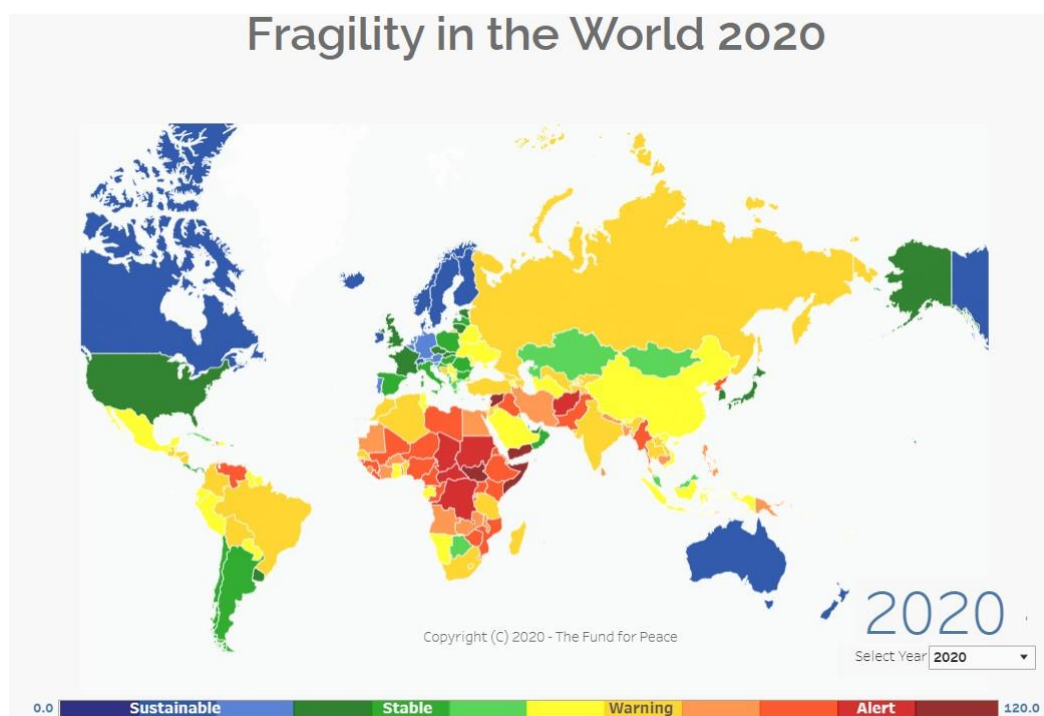 Fragility in the World 2020
Copyright (C) 2020 - The Fund for Peace
2020
Select Year 2020
0.0 Sustainable Stable Warning Alert 120.0